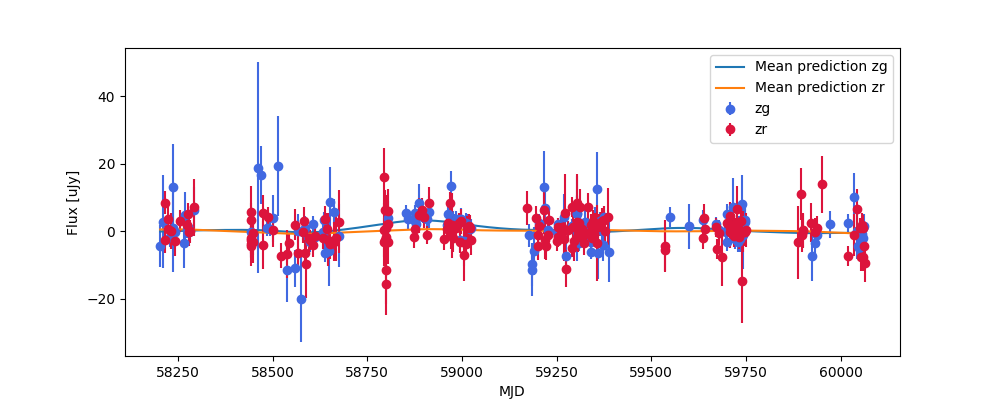 Mean prediction zg
Mean prediction zr
zg
zr
Flux [uJy]
40
20
0
−20
58250 58500 58750 59000 59250 59500 59750 60000
MJD